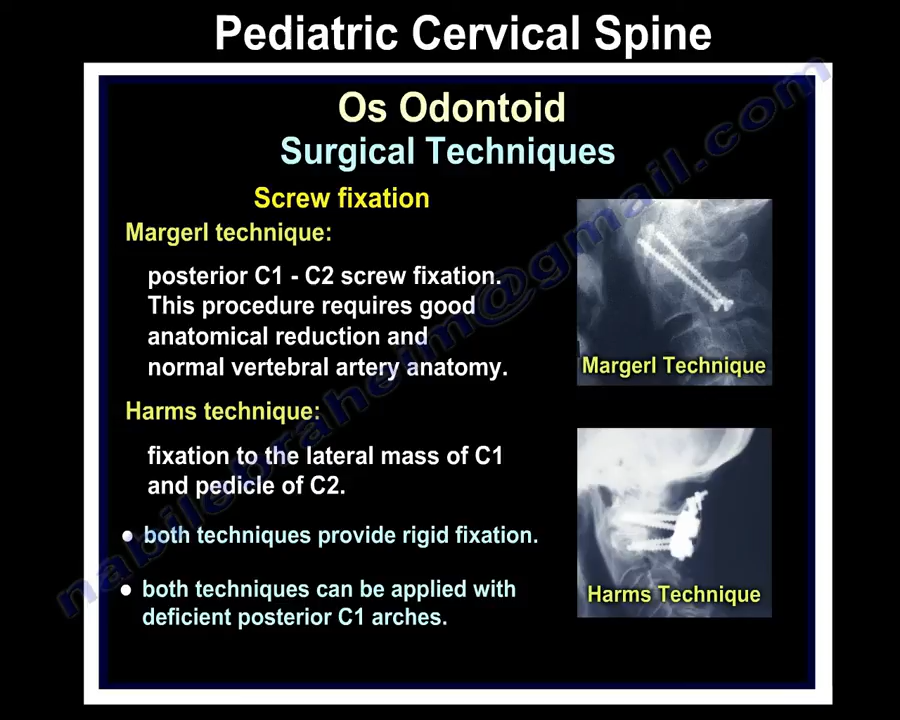 Pediatric Cervical Spine
Os Odontoid
Surgical Techniques
Screw fixation
Margerl technique:
posterior C1 - C2 screw fixation.
This procedure requires good
anatomical reduction and
normal vertebral artery anatomy.
Margerl Technique
Harms technique:
fixation to the lateral mass of C1
and pedicle of C2.
• both techniques provide rigid fixation.
• both techniques can be applied with
deficient posterior C1 arches.
Harms Technique
nabilebraheim@gmail.com